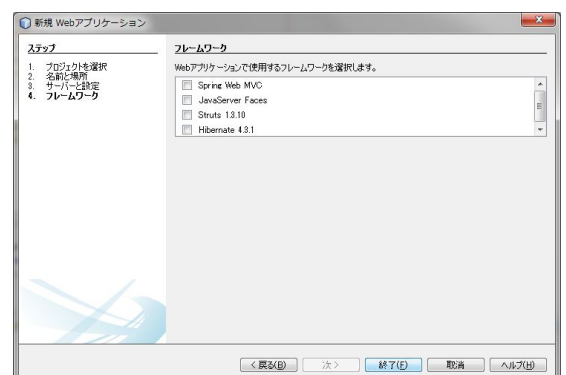 新規 Webアプリケーション
ステップ
1. プロジェクトを選択
2. 名前と場所
3. サーバーと設定
4. フレームワーク
フレームワーク
Webアプリケーションで使用するフレームワークを選択します。
Spring Web MVC
JavaServer Faces
Struts 1.3.10
Hibernate 4.3.1
< 戻る(B)
次 >
終了(F)
取消
ヘルプ(H)